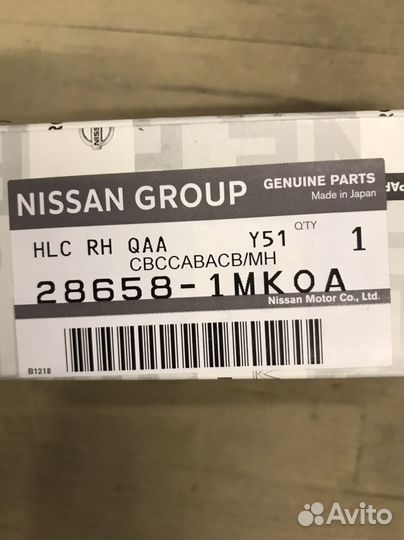 NISSAN GROUP
GENUINE PARTS
Made in Japan
HLC RH QAA Y51 Q'TY 1
CBCCABACB/MH
28658-1MK0A
Nissan Motor Co., Ltd.
B1218
Avito